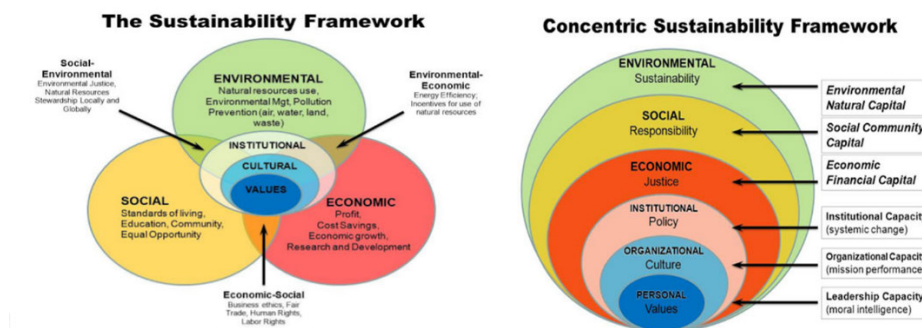 The Sustainability Framework
Social-
Environmental
Environmental Justice,
Natural Resources
Stewardship Locally and
Globally
ENVIRONMENTAL
Natural resources use,
Environmental Mgt, Pollution
Prevention (air, water, land,
waste)
Environmental-
Economic
Energy Efficiency;
Incentives for use of
natural resources
INSTITUTIONAL
CULTURAL
VALUES
SOCIAL
Standards of living,
Education, Community,
Equal Opportunity
ECONOMIC
Profit,
Cost Savings,
Economic growth,
Research and Development
Economic-Social
Business ethics, Fair
Trade, Human Rights,
Labor Rights
Concentric Sustainability Framework
ENVIRONMENTAL
Sustainability
Environmental
Natural Capital
SOCIAL
Responsibility
Social Community
Capital
ECONOMIC
Justice
Economic
Financial Capital
INSTITUTIONAL
Policy
Institutional Capacity
(systemic change)
ORGANIZATIONAL
Culture
Organizational Capacity
(mission performance)
PERSONAL
Values
Leadership Capacity
(moral intelligence)